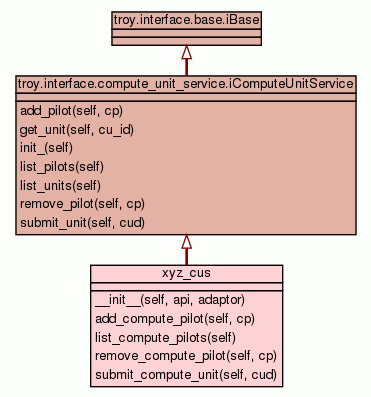 troy.interface.base.iBase
troy.interface.compute_unit_service.iComputeUnitService
add_pilot(self, cp)
get_unit(self, cu_id)
init_(self)
list_pilots(self)
list_units(self)
remove_pilot(self, cp)
submit_unit(self, cud)
xyz_cus
__init__(self, api, adaptor)
add_compute_pilot(self, cp)
list_compute_pilots(self)
remove_compute_pilot(self, cp)
submit_compute_unit(self, cud)